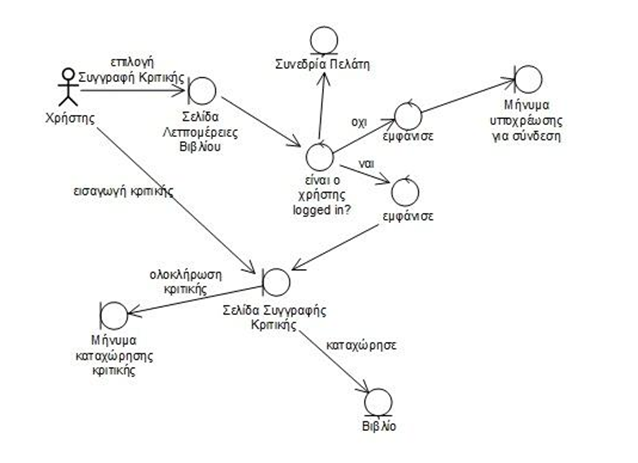 επιλογή
Συγγραφή Κριτικής
Χρήστης
Σελίδα
Λεπτομέρειες
Βιβλίου
Συνεδρία Πελάτη
οχι
εμφάνισε
Μήνυμα
υποχρέωσης
για σύνδεση
είναι ο
χρήστης
logged in?
ναι
εμφάνισε
εισαγωγή κριτικής
ολοκλήρωση
κριτικής
Σελίδα Συγγραφής
Κριτικής
Μήνυμα
καταχώρησης
κριτικής
καταχώρησε
Βιβλίο